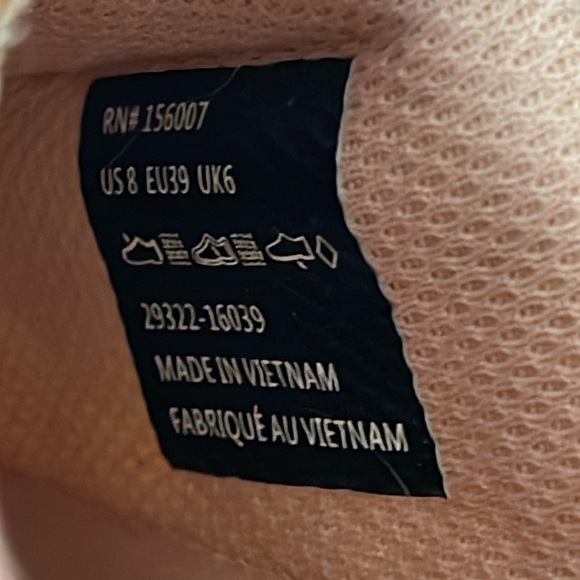 RN# 156007
US 8 EU39 UK6
29322-16039
MADE IN VIETNAM
FABRIQUÉ AU VIETNAM